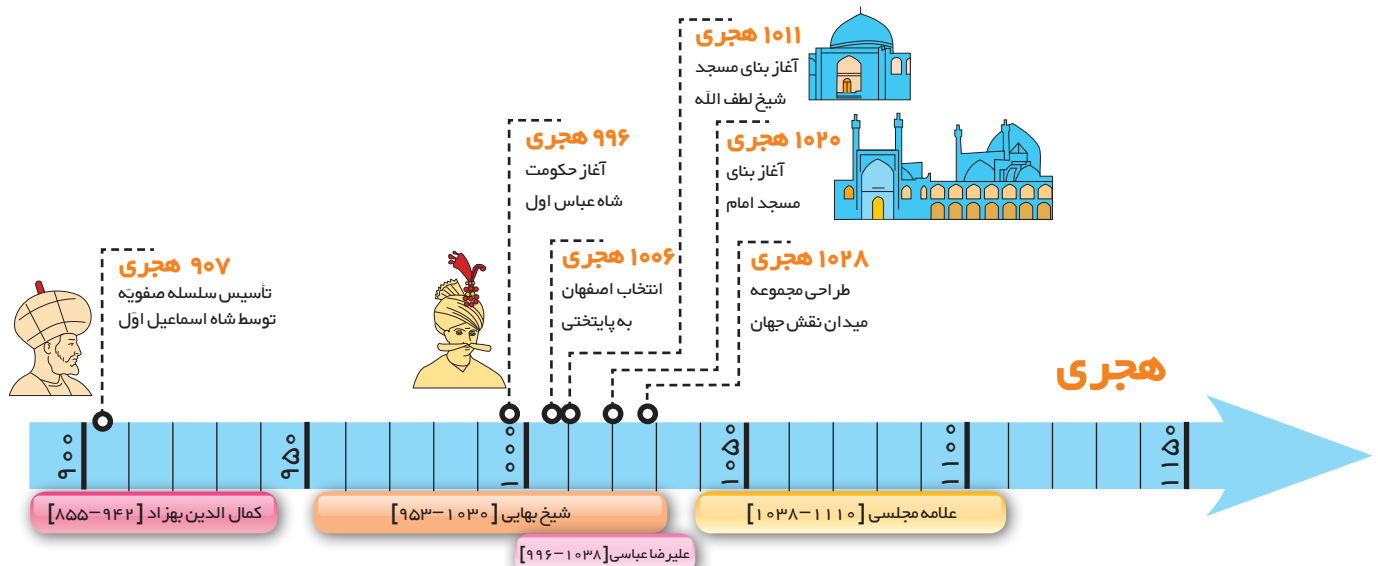 ۹۰۷ هجری
تأسیس سلسله صفویّه
توسط شاه اسماعیل اوّل
۹۹۶ هجری
آغاز حکومت
شاه عباس اول
۱۰۰۶ هجری
انتخاب اصفهان
به پایتختی
۱۰۱۱ هجری
آغاز بنای مسجد
شیخ لطف اللّه
۱۰۲۰ هجری
آغاز بنای
مسجد امام
۱۰۲۸ هجری
طراحی مجموعه
میدان نقش جهان
هجری
۹۰۰
۹۵۰
۱۰۰۰
۱۰۵۰
۱۱۰۰
۱۱۵۰
کمال الدین بهزاد [۸۵۵–۹۴۲]
شیخ بهایی [۹۵۳–۱۰۳۰]
علامه مجلسی [۱۰۳۸–۱۱۱۰]
علیرضا عباسی [۹۹۶–۱۰۳۸]